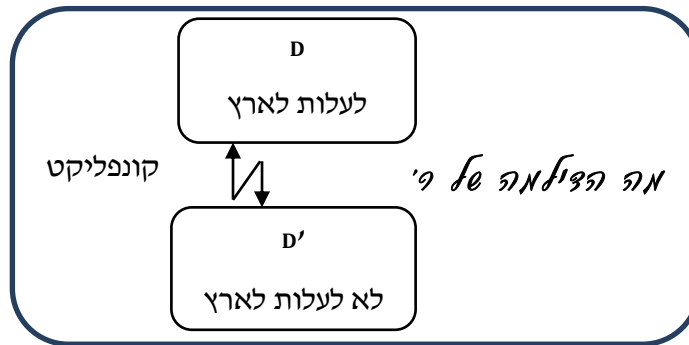 D
לעלות לארץ
קונפליקט
מה הדילמה של ר'
D'
לא לעלות לארץ